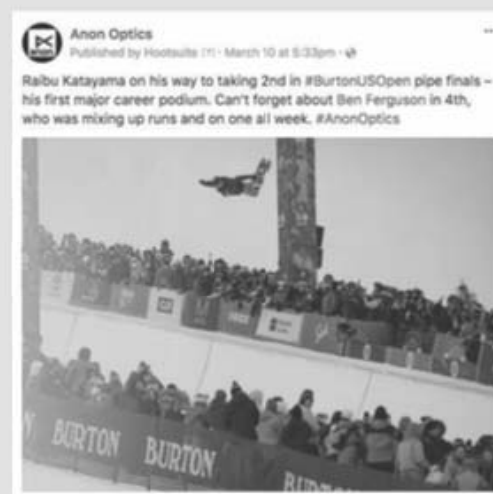 anon
Anon Optics
Published by Hootsuite [?] · March 10 at 5:33pm ·
Raibu Katayama on his way to taking 2nd in #BurtonUSOpen pipe finals –
his first major career podium. Can't forget about Ben Ferguson in 4th,
who was mixing up runs and on one all week. #AnonOptics
BURTON BURTON BURTON